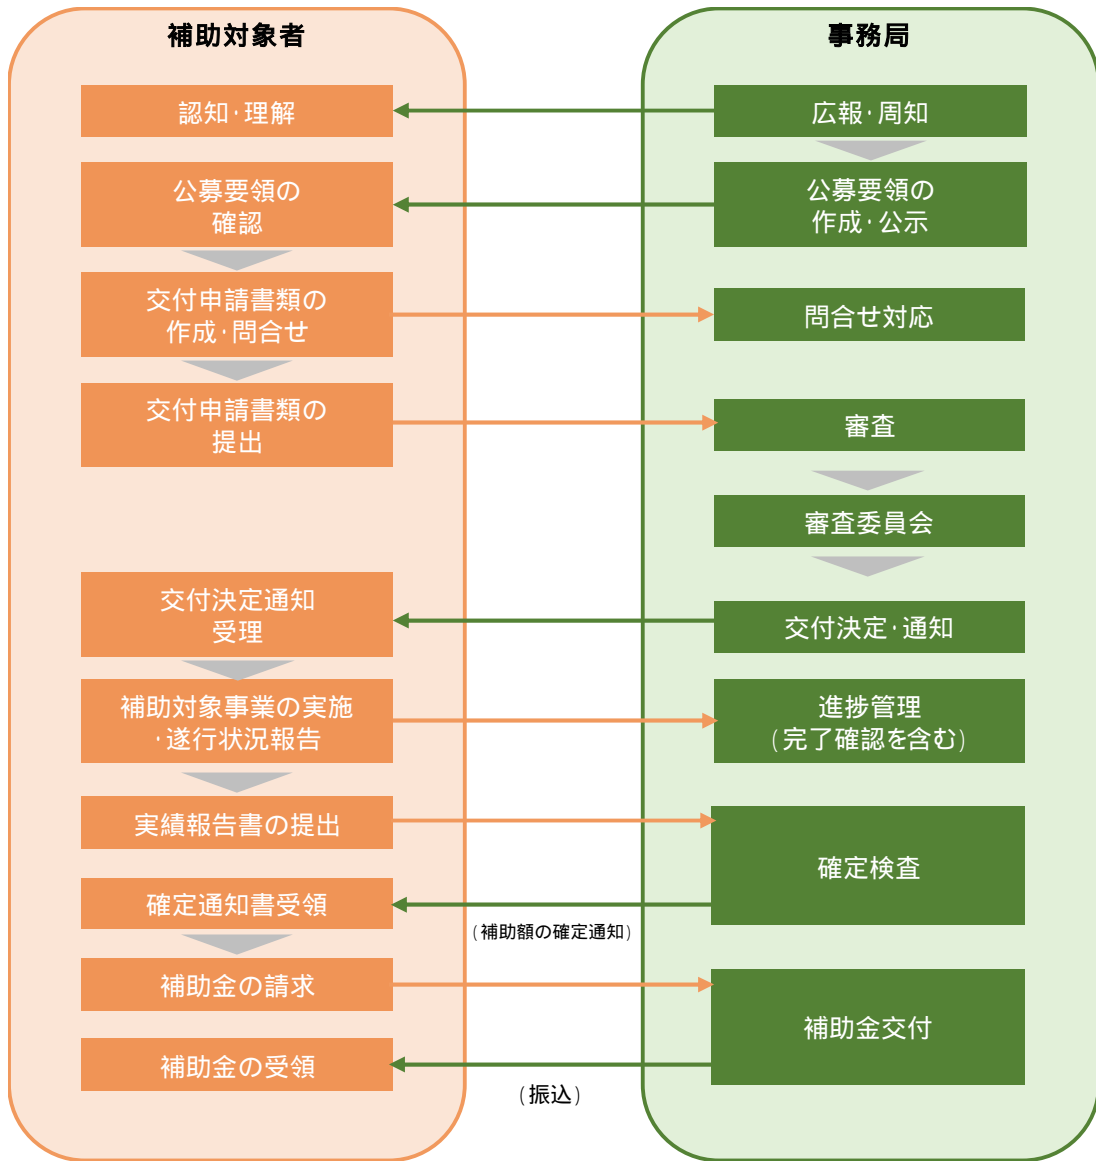 補助対象者
事務局
認知·理解
広報·周知
公募要領の
確認
公募要領の
作成·公示
交付申請書類の
作成·問合せ
問合せ対応
交付申請書類の
提出
審査
審査委員会
交付決定通知
受理
交付決定·通知
補助対象事業の実施
·遂行状況報告
進捗管理
(完了確認を含む)
実績報告書の提出
確定検査
確定通知書受領
(補助額の確定通知)
補助金の請求
補助金交付
補助金の受領
(振込)